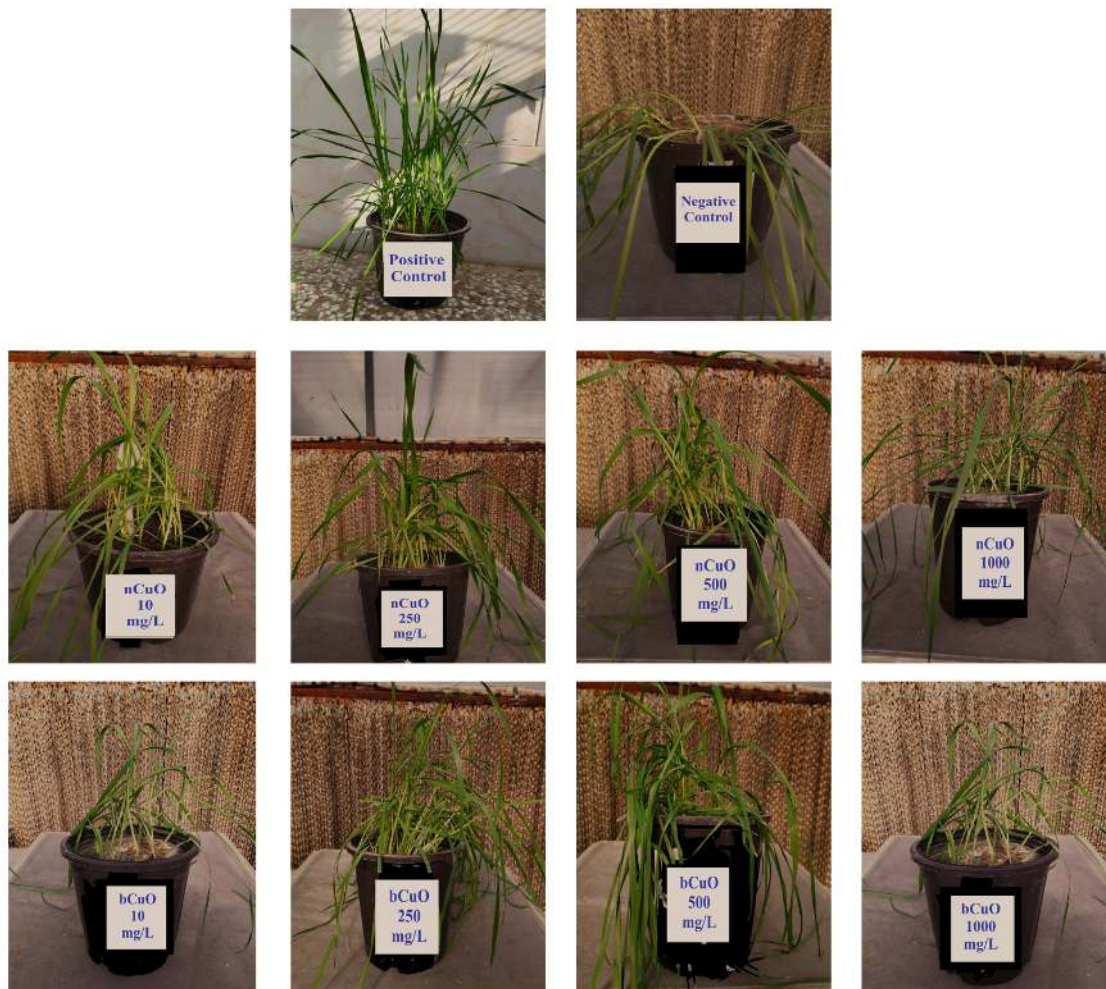 Positive
Control
Negative
Control
nCuO
10
mg/L
nCuO
250
mg/L
nCuO
500
mg/L
nCuO
1000
mg/L
bCuO
10
mg/L
bCuO
250
mg/L
bCuO
500
mg/L
bCuO
1000
mg/L